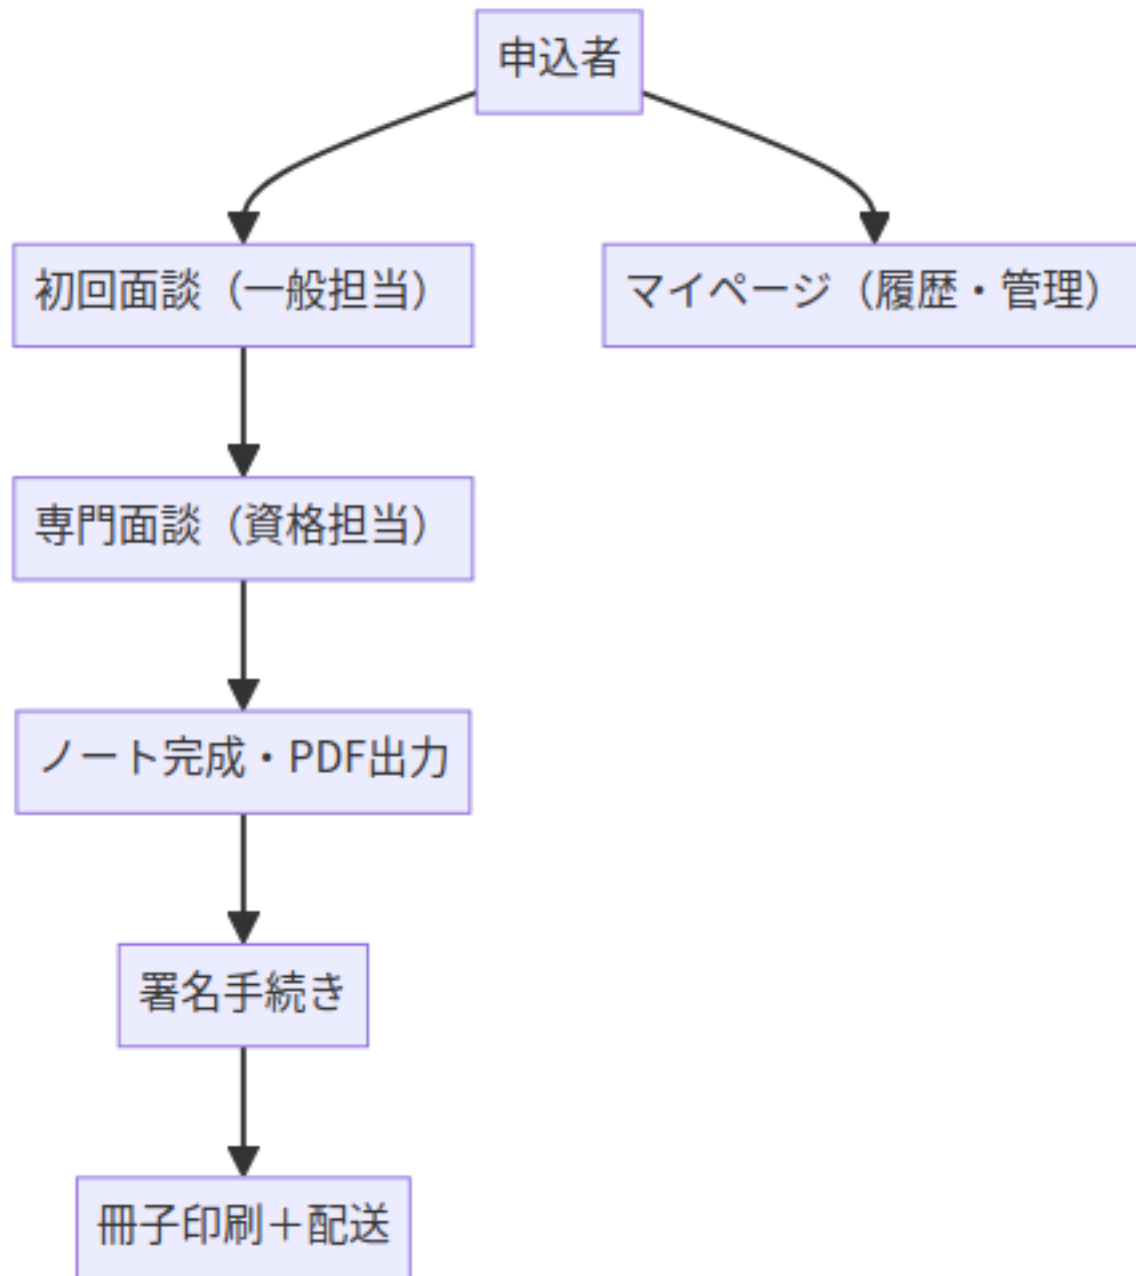 申込者
初回面談（一般担当）
マイページ（履歴・管理）
専門面談（資格担当）
ノート完成・PDF出力
署名手続き
冊子印刷＋配送